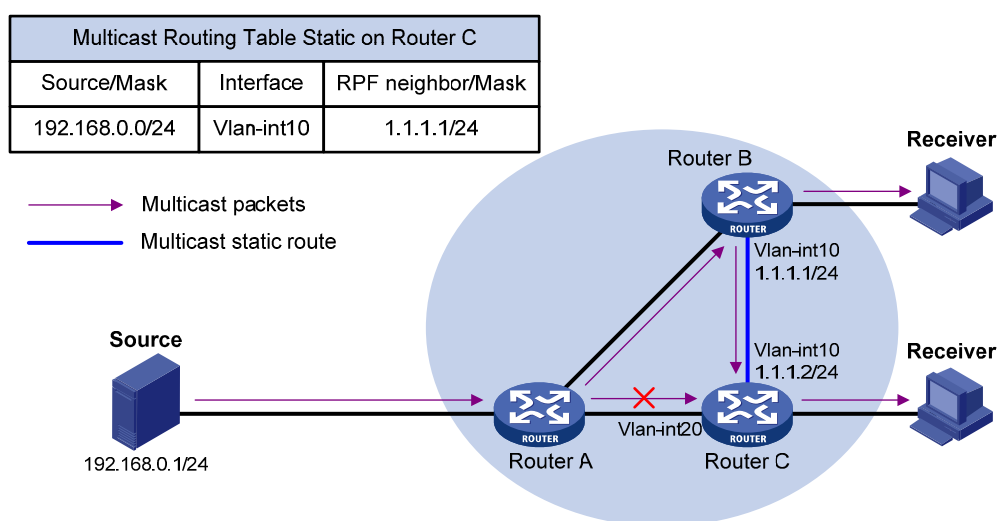 Multicast Routing Table Static on Router C
Source/Mask Interface RPF neighbor/Mask
192.168.0.0/24 Vlan-int10 1.1.1.1/24
Multicast packets
Multicast static route
Router B
Receiver
ROUTER
Vlan-int10
1.1.1.1/24
Source
Vlan-int10
1.1.1.2/24
Receiver
ROUTER
Vlan-int20
ROUTER
192.168.0.1/24
Router A
Router C